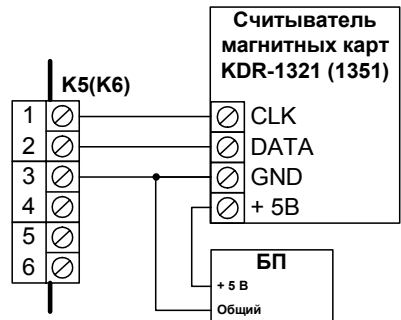 Считыватель
магнитных карт
KDR-1321 (1351)
K5(K6)
1
CLK
2
DATA
3
GND
4
+ 5В
5
6
БП
+ 5 В
Общий